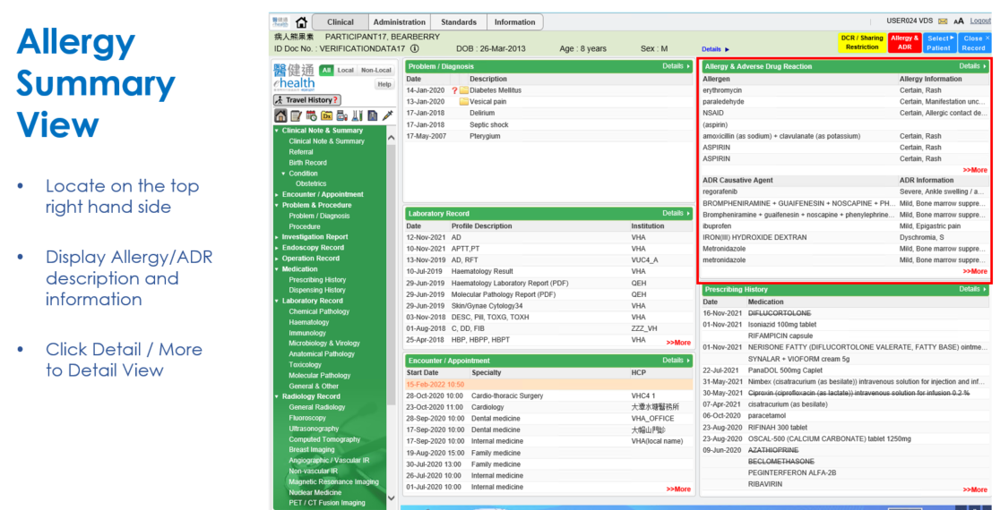 Allergy
Summary
View
• Locate on the top
right hand side
• Display Allergy/ADR
description and
information
• Click Detail / More
to Detail View
Clinical Administration Standards Information
USER024 VDS AA Logout
病人熊果素 PARTICIPANT17, BEARBERRY
ID Doc No. : VERIFICATIONDATA17 DOB : 26-Mar-2013 Age : 8 years Sex : M Details
DCR / Sharing Restriction
Allergy & ADR
Select Patient
Close × Record
醫健通
eHealth
All Local Non-Local
Help
Travel History ?
Clinical Note & Summary
Clinical Note & Summary
Referral
Birth Record
Condition
Obstetrics
Encounter / Appointment
Problem & Procedure
Problem / Diagnosis
Procedure
Investigation Report
Endoscopy Record
Operation Record
Medication
Prescribing History
Dispensing History
Laboratory Record
Chemical Pathology
Haematology
Immunology
Microbiology & Virology
Anatomical Pathology
Toxicology
Molecular Pathology
General & Other
Radiology Record
General Radiology
Fluoroscopy
Ultrasonography
Computed Tomography
Breast Imaging
Angiographic / Vascular IR
Non-vascular IR
Magnetic Resonance Imaging
Nuclear Medicine
PET / CT Fusion Imaging
Problem / Diagnosis Details
Date Description
14-Jan-2020 ? Diabetes Mellitus
13-Jan-2020 Vesical pain
17-Jan-2018 Delirium
17-Jan-2018 Septic shock
17-May-2007 Pterygium
Laboratory Record Details
Date Profile Description Institution
12-Nov-2021 AD VHA
10-Nov-2021 APTT,PT VHA
13-Nov-2019 AD, RFT VUC4_A
10-Jul-2019 Haematology Result VHA
29-Jun-2019 Haematology Laboratory Report (PDF) QEH
29-Jun-2019 Molecular Pathology Report (PDF) QEH
29-Jun-2019 Skin/Gynae Cytology34 VHA
03-Nov-2018 DESC, Pill, TOXG, TOXH VHA
01-Aug-2018 C, DD, FIB ZZZ_VH
25-Apr-2018 HBP, HBPP, HBPT VHA
>>More
Encounter / Appointment Details
Start Date Specialty HCP
15-Feb-2022 10:50
28-Oct-2020 10:00 Cardio-thoracic Surgery VHC4 1
23-Oct-2020 11:00 Cardiology 大潭水塘醫務所
28-Sep-2020 10:00 Dental medicine VHA_OFFICE
17-Sep-2020 10:00 Dental medicine 大帽山門診
17-Sep-2020 10:00 Internal medicine VHA(local name)
19-Aug-2020 15:00 Family medicine
30-Jul-2020 13:00 Family medicine
26-Jul-2020 10:00 Internal medicine
01-Jul-2020 10:00 Internal medicine
>>More
Allergy & Adverse Drug Reaction Details
Allergen Allergy Information
erythromycin Certain, Rash
paraldehyde Certain, Manifestation unc...
NSAID Certain, Allergic contact de...
(aspirin)
amoxicillin (as sodium) + clavulanate (as potassium) Certain, Rash
ASPIRIN Certain, Rash
ASPIRIN Certain, Rash
>>More
ADR Causative Agent ADR Information
regorafenib Severe, Ankle swelling / a...
BROMPHENIRAMINE + GUAIFENESIN + NOSCAPINE + PH... Mild, Bone marrow suppre...
Brompheniramine + guaifenesin + noscapine + phenylephrine... Mild, Bone marrow suppre...
ibuprofen Mild, Epigastric pain
IRON(III) HYDROXIDE DEXTRAN Dyschromia, S
Metronidazole Mild, Bone marrow suppre...
metronidazole Mild, Bone marrow suppre...
>>More
Prescribing History Details
Date Medication
16-Nov-2021 DIFLUCORTOLONE
01-Nov-2021 Isoniazid 100mg tablet
RIFAMPICIN capsule
01-Nov-2021 NERISONE FATTY (DIFLUCORTOLONE VALERATE, FATTY BASE) ointme...
SYNALAR + VIOFORM cream 5g
22-Jul-2021 PanaDOL 500mg Caplet
31-May-2021 Nimbex (cisatracurium (as besilate)) intravenous solution for injection and inf...
30-May-2021 Ciproxin (ciprofloxacin (as lactate)) intravenous solution for infusion 0.2 %
07-Apr-2021 cisatracurium (as besilate)
06-Oct-2020 paracetamol
23-Aug-2020 RIFINAH 300 tablet
23-Aug-2020 OSCAL-500 (CALCIUM CARBONATE) tablet 1250mg
09-Jun-2020 AZATHIOPRINE
BECLOMETHASONE
PEGINTERFERON ALFA-2B
RIBAVIRIN
>>More